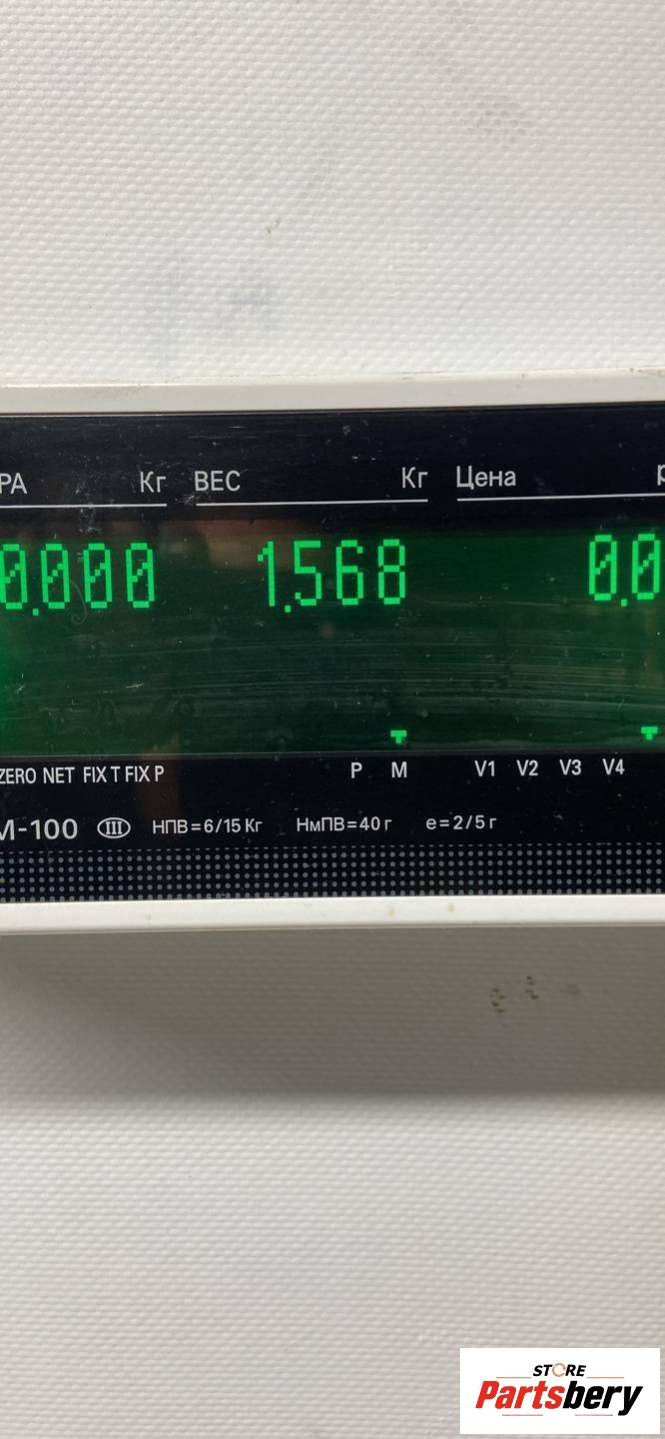 РА Кг ВЕС Кг Цена р
0.000 1.568 0.0
ZERO NET FIX T FIX P P M V1 V2 V3 V4
М-100 III НПВ=6/15 Кг НмПВ=40 г e=2/5 г
STORE
Partsbery